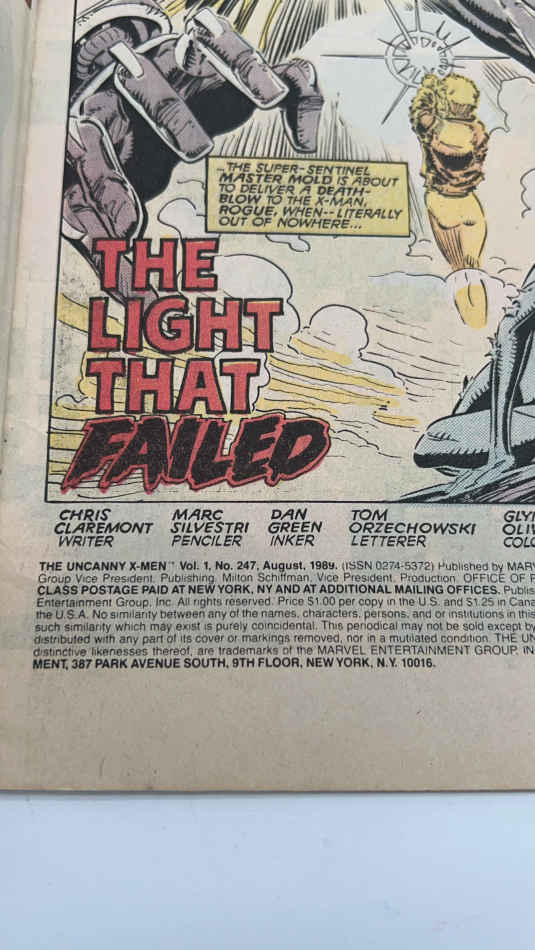 ...THE SUPER-SENTINEL
MASTER MOLD IS ABOUT
TO DELIVER A DEATH-
BLOW TO THE X-MAN,
ROGUE, WHEN--LITERALLY
OUT OF NOWHERE...
THE
LIGHT
THAT
FAILED
CHRIS
CLAREMONT
WRITER
MARC
SILVESTRI
PENCILER
DAN
GREEN
INKER
TOM
ORZECHOWSKI
LETTERER
THE UNCANNY X-MEN™ Vol. 1, No. 247, August, 1989. (ISSN 0274-5372) Published by
Group Vice President, Publishing. Milton Schiffman, Vice President, Production. OFFICE OF
CLASS POSTAGE PAID AT NEW YORK, NY AND AT ADDITIONAL MAILING OFFICES.
Entertainment Group, Inc. All rights reserved. Price $1.00 per copy in the U.S. and $1.25 in
the U.S.A. No similarity between any of the names, characters, persons, and/or institutions in this
such similarity which may exist is purely coincidental. This periodical may not be sold except by
distributed with any part of its cover or markings removed, nor in a mutilated condition. THE
distinctive likenesses thereof, are trademarks of the MARVEL ENTERTAINMENT GROUP,
MENT, 387 PARK AVENUE SOUTH, 9TH FLOOR, NEW YORK, N.Y. 10016.